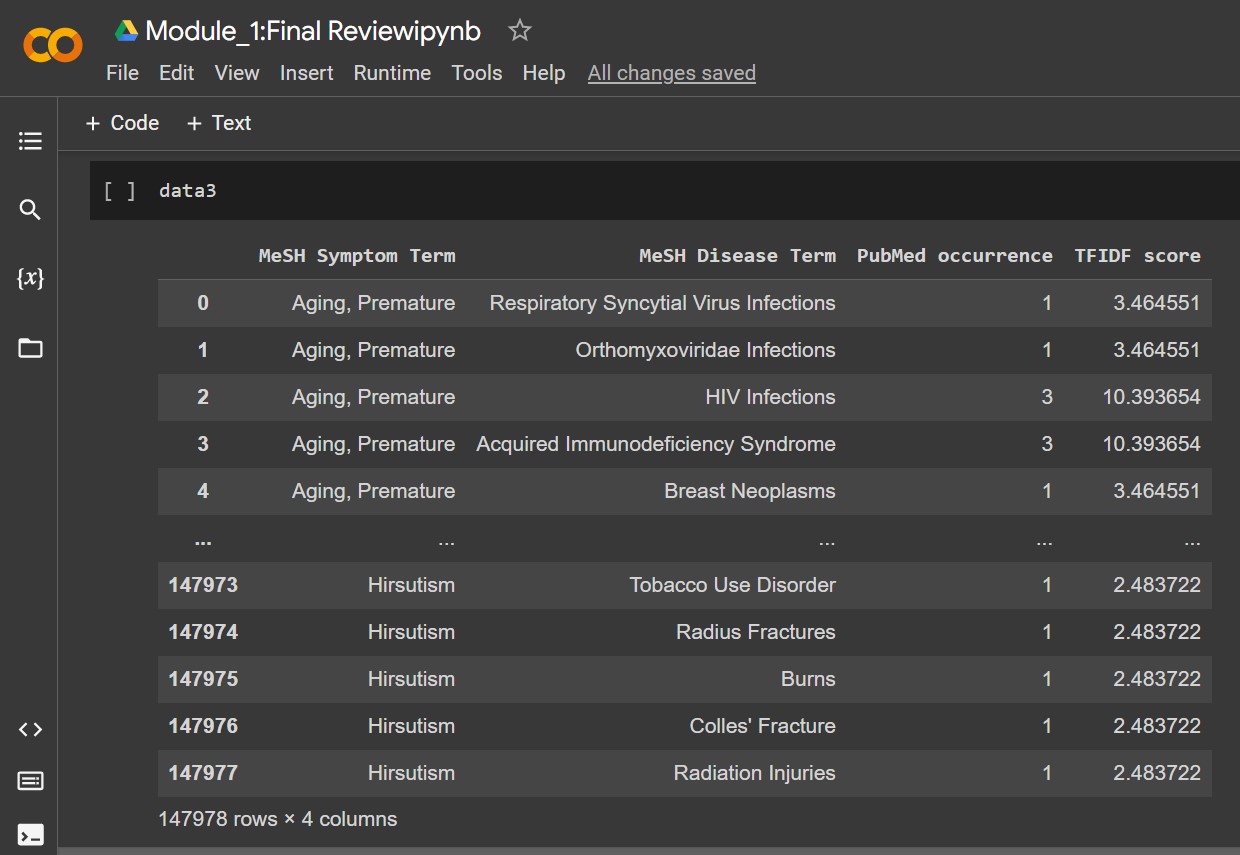 Module_1:Final Reviewipynb
File Edit View Insert Runtime Tools Help All changes saved
+ Code + Text
[ ] data3
MeSH Symptom Term MeSH Disease Term PubMed occurrence TFIDF score
0 Aging, Premature Respiratory Syncytial Virus Infections 1 3.464551
1 Aging, Premature Orthomyxoviridae Infections 1 3.464551
2 Aging, Premature HIV Infections 3 10.393654
3 Aging, Premature Acquired Immunodeficiency Syndrome 3 10.393654
4 Aging, Premature Breast Neoplasms 1 3.464551
... ... ... ... ...
147973 Hirsutism Tobacco Use Disorder 1 2.483722
147974 Hirsutism Radius Fractures 1 2.483722
147975 Hirsutism Burns 1 2.483722
147976 Hirsutism Colles' Fracture 1 2.483722
147977 Hirsutism Radiation Injuries 1 2.483722
147978 rows × 4 columns